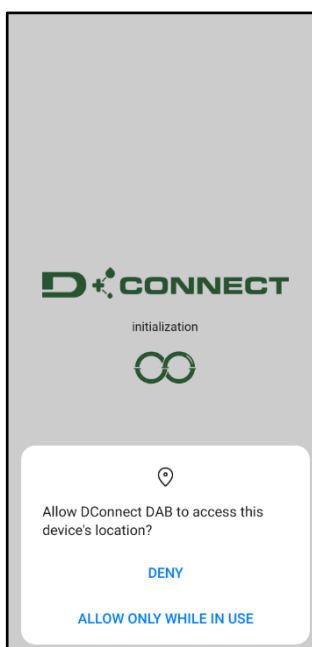 D+CONNECT
initialization
Allow DConnect DAB to access this
device's location?
DENY
ALLOW ONLY WHILE IN USE